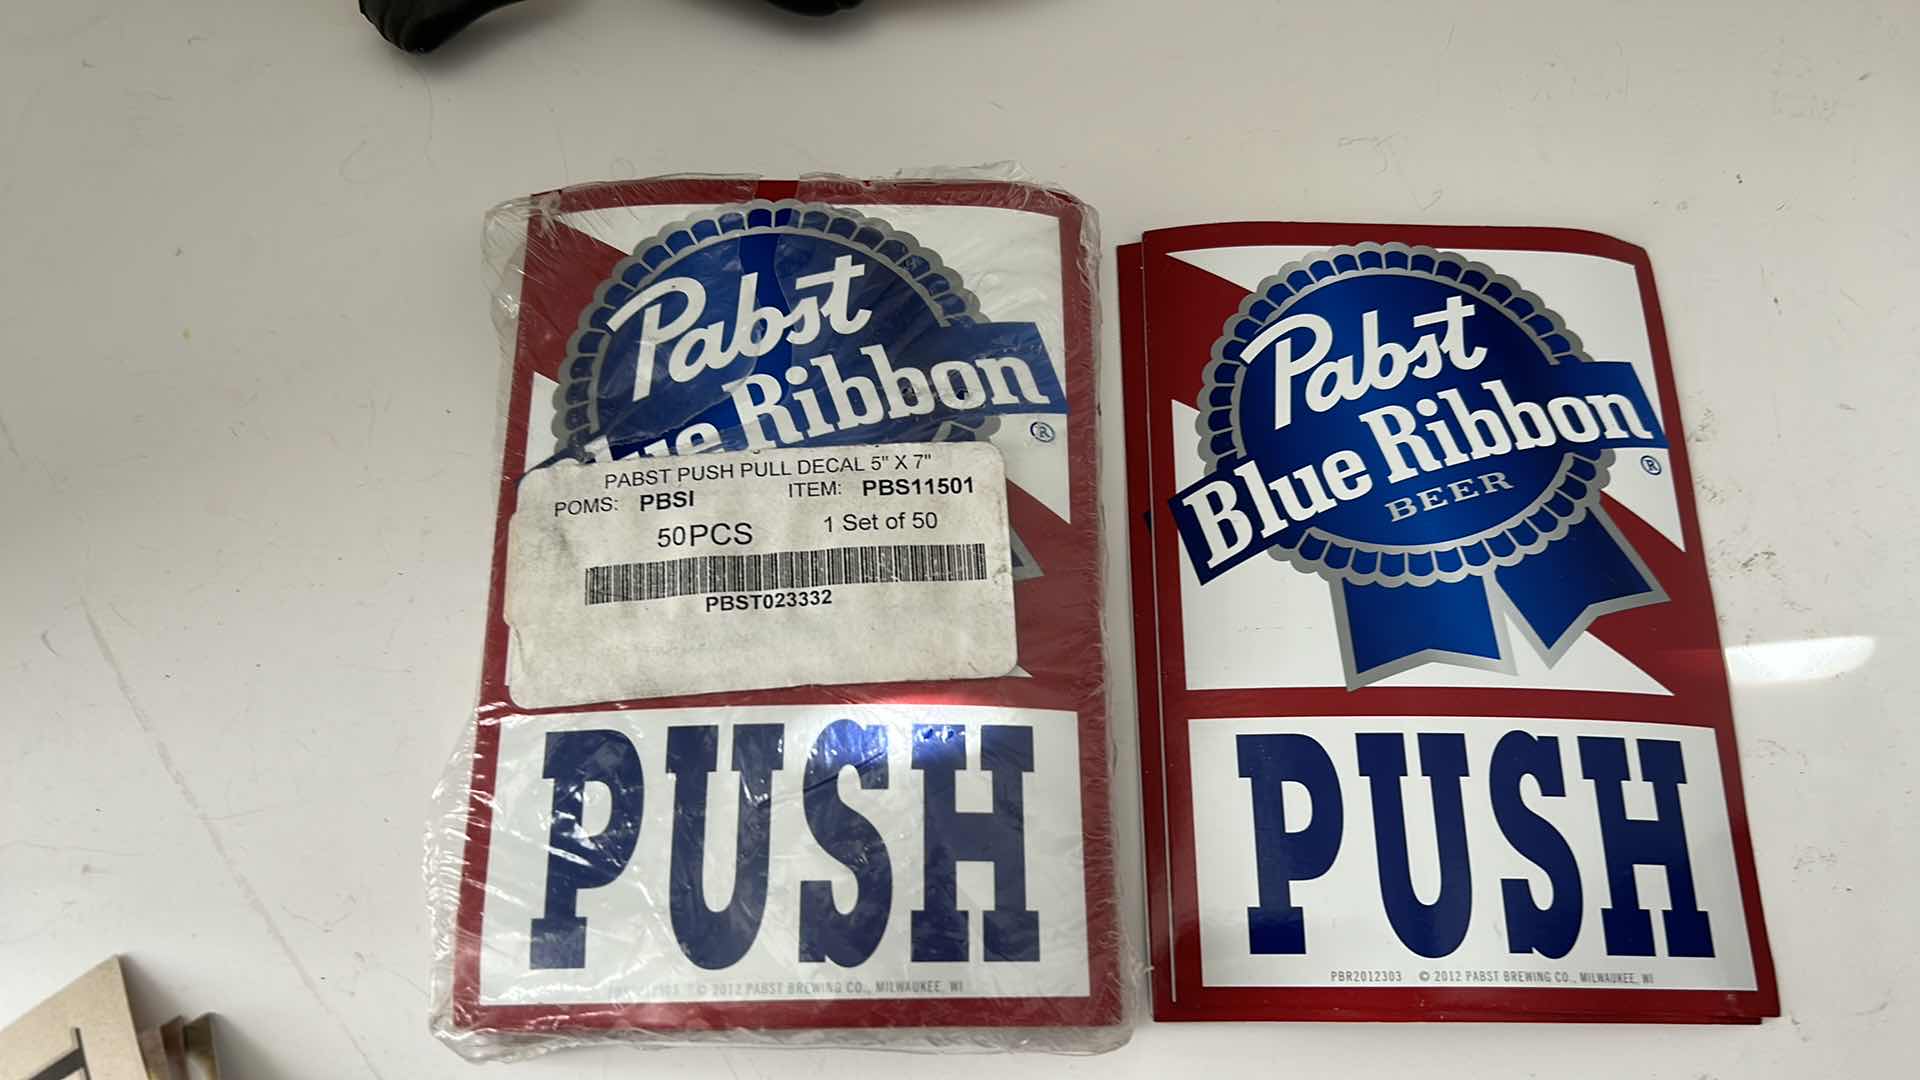 Pabst
Blue Ribbon
®
PABST PUSH PULL DECAL 5" X 7"
POMS: PBSI ITEM: PBS11501
50PCS 1 Set of 50
PBST023332
PUSH
© 2012 PABST BREWING CO., MILWAUKEE, WI
Pabst
Blue Ribbon
®
BEER
PUSH
PBR2012303 © 2012 PABST BREWING CO., MILWAUKEE, WI